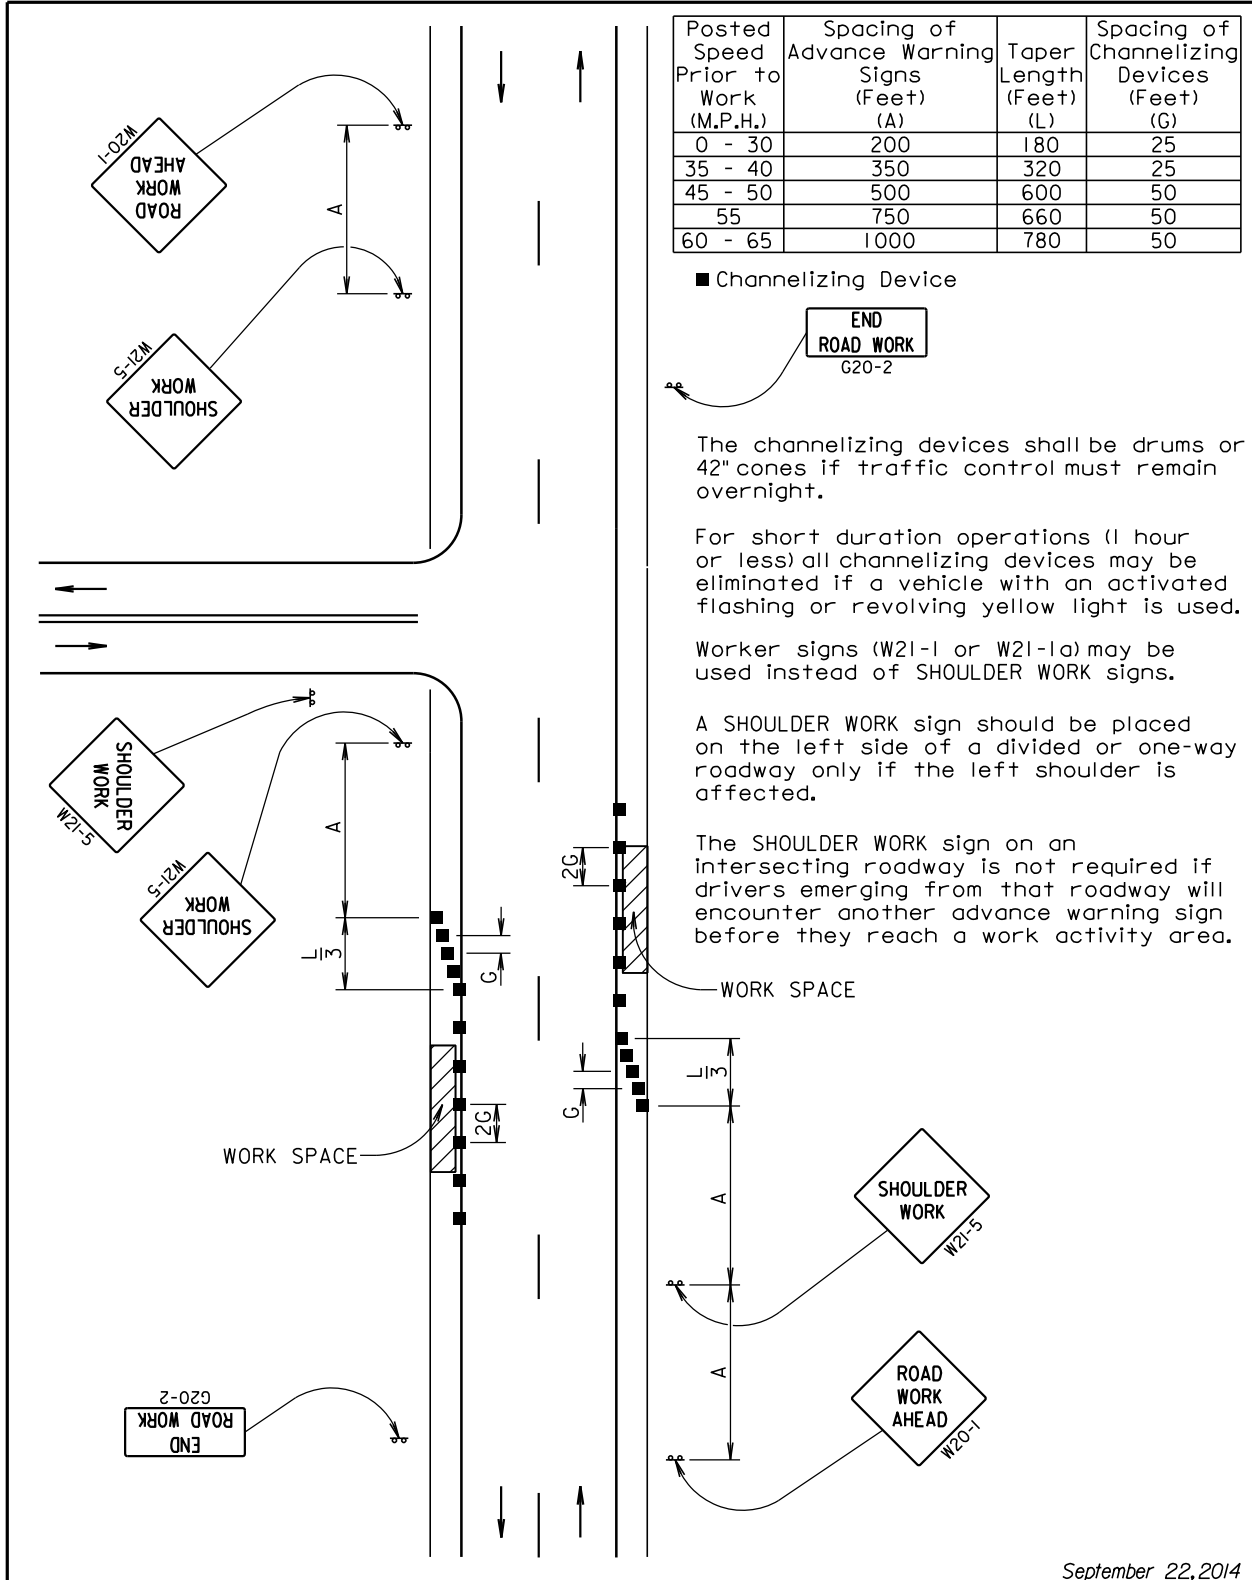 Posted Speed Prior to Work (M.P.H.)
Spacing of Advance Warning Signs (Feet) (A)
Taper Length (Feet) (L)
Spacing of Channelizing Devices (Feet) (G)
0 - 30 200 180 25
35 - 40 350 320 25
45 - 50 500 600 50
55 750 660 50
60 - 65 1000 780 50
■ Channelizing Device
END
ROAD WORK
G20-2
The channelizing devices shall be drums or
42" cones if traffic control must remain
overnight.
For short duration operations (1 hour
or less) all channelizing devices may be
eliminated if a vehicle with an activated
flashing or revolving yellow light is used.
Worker signs (W21-1 or W21-1a) may be
used instead of SHOULDER WORK signs.
A SHOULDER WORK sign should be placed
on the left side of a divided or one-way
roadway only if the left shoulder is
affected.
The SHOULDER WORK sign on an
intersecting roadway is not required if
drivers emerging from that roadway will
encounter another advance warning sign
before they reach a work activity area.
W20-1
ROAD
WORK
AHEAD
A
W21-5
SHOULDER
WORK
SHOULDER
WORK
W21-5
W21-5
SHOULDER
WORK
A
L/3
G
2G
WORK SPACE
WORK SPACE
2G
G
L/3
A
SHOULDER
WORK
W21-5
A
ROAD
WORK
AHEAD
W20-1
G20-2
END
ROAD WORK
September 22, 2014